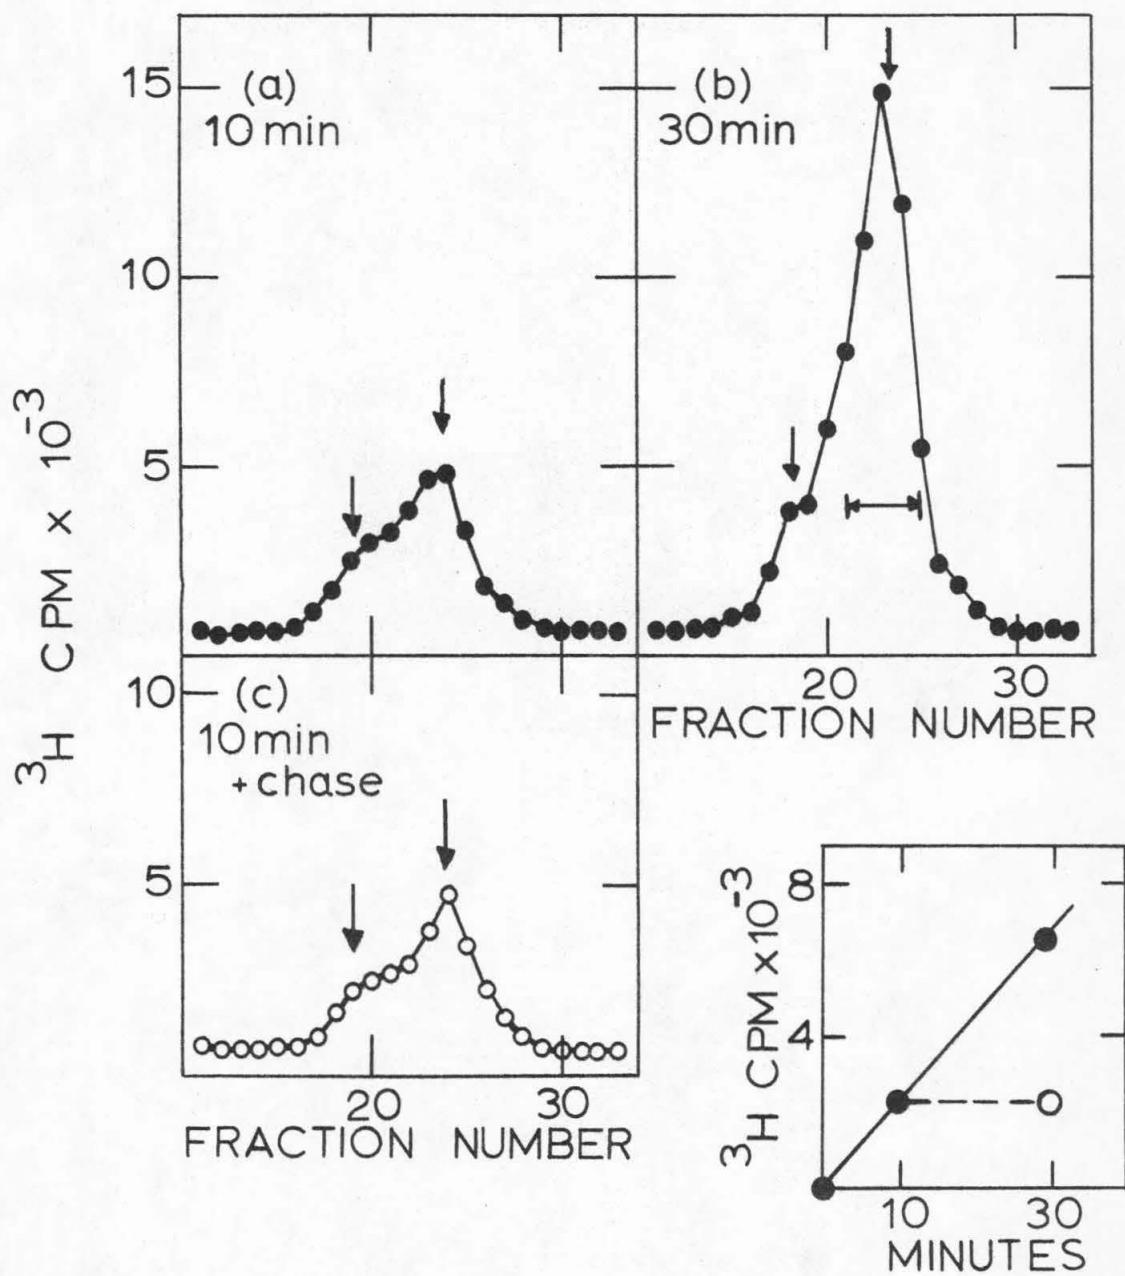 (a)
10 min
15
10
5
³H CPM x 10⁻³
(b)
30 min
20 30
FRACTION NUMBER
(c)
10 min
+chase
10
5
20 30
FRACTION NUMBER
³H CPM x10⁻³
8
4
10 30
MINUTES